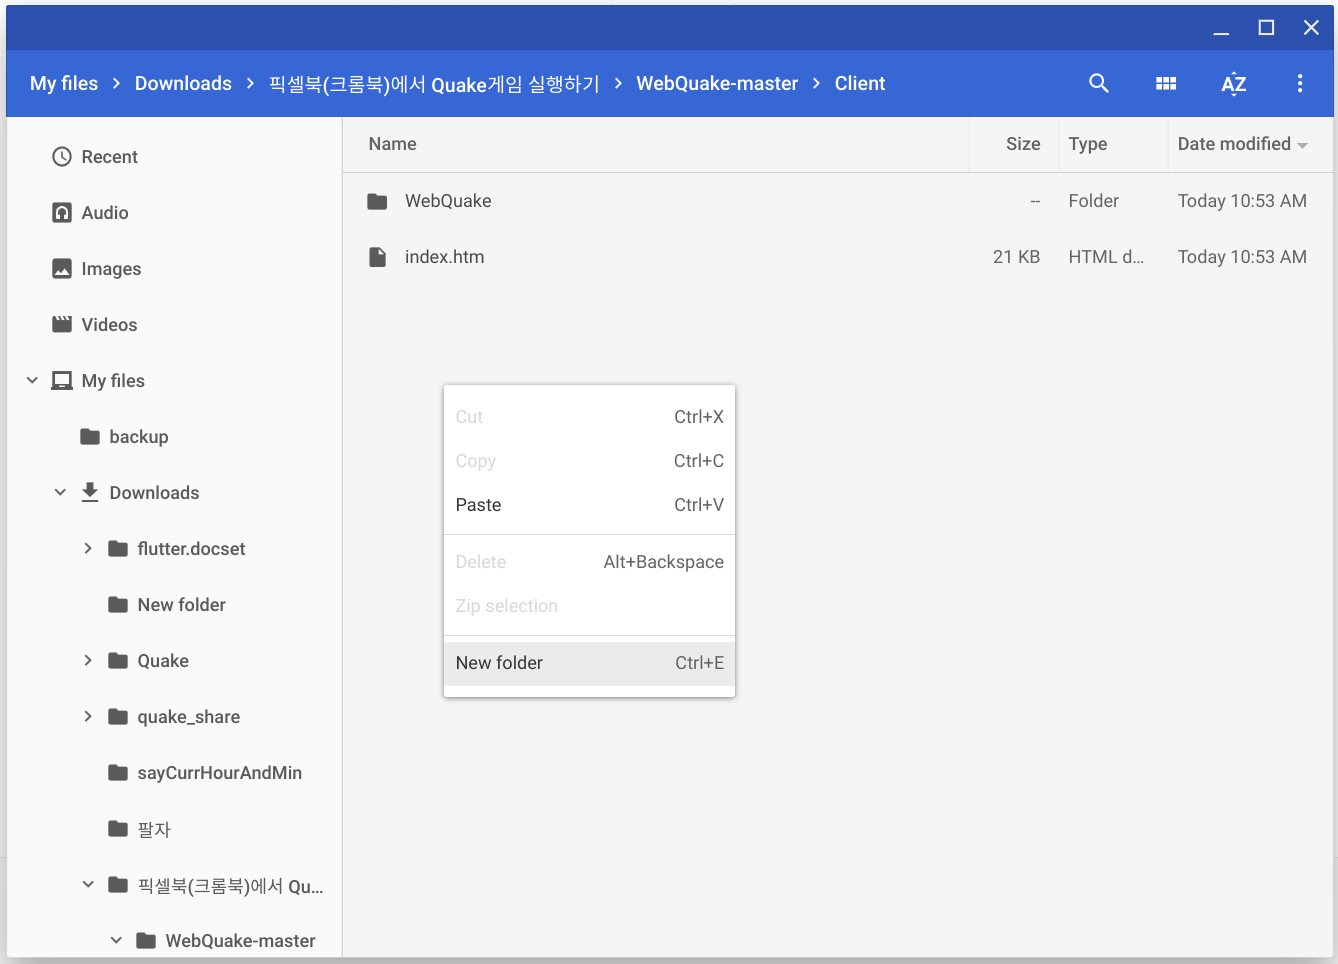 My files > Downloads > 픽셀북(크롬북)에서 Quake게임 실행하기 > WebQuake-master > Client
AZ
Recent
Audio
Images
Videos
My files
backup
Downloads
flutter.docset
New folder
Quake
quake_share
sayCurrHourAndMin
팔자
픽셀북(크롬북)에서 Qu...
WebQuake-master
Name Size Type Date modified
WebQuake -- Folder Today 10:53 AM
index.htm 21 KB HTML d... Today 10:53 AM
Cut Ctrl+X
Copy Ctrl+C
Paste Ctrl+V
Delete Alt+Backspace
Zip selection
New folder Ctrl+E